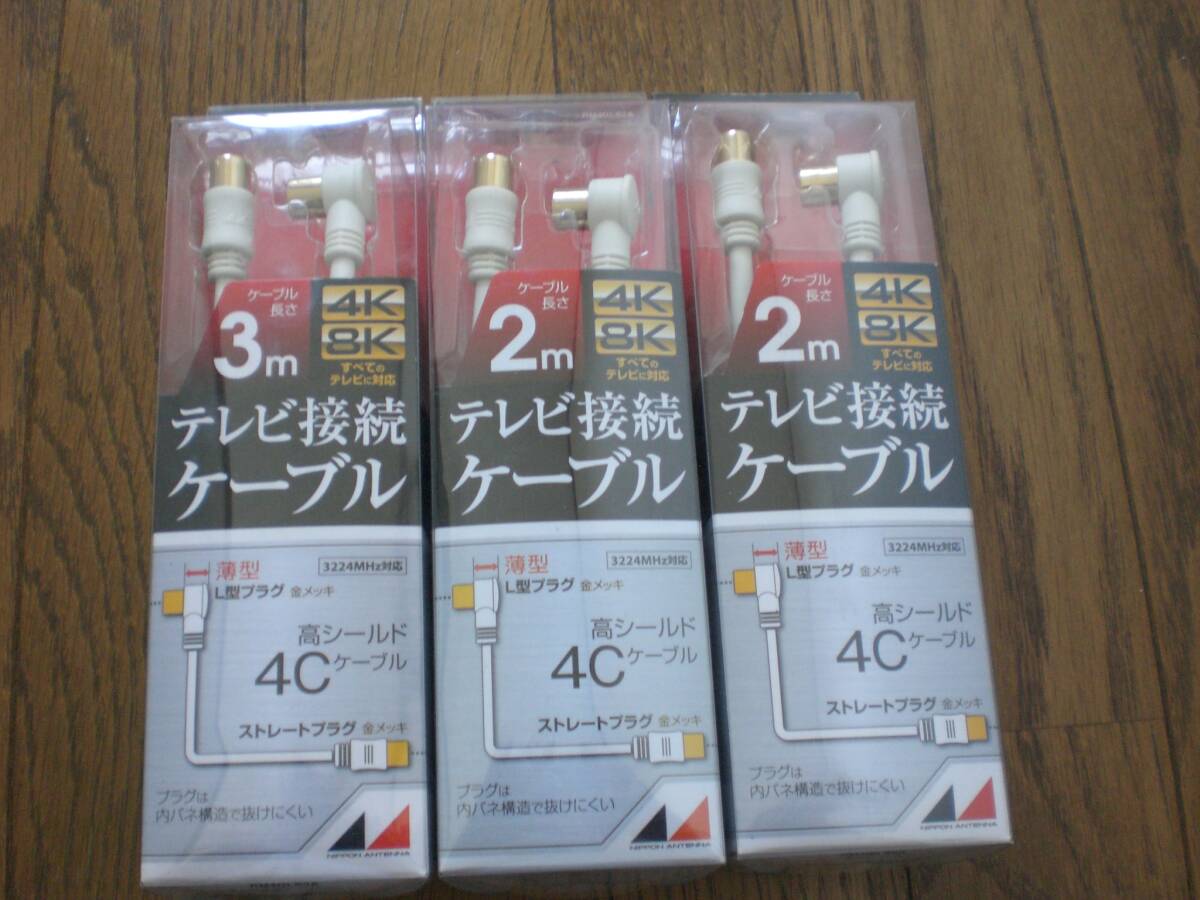 ケーブル
長さ
3m
4K
8K
すべての
テレビに対応
テレビ接続
ケーブル
薄型
3224MHz対応
L型プラグ 金メッキ
高シールド
4Cケーブル
ストレートプラグ 金メッキ
プラグは
内バネ構造で抜けにくい
NIPPON ANTENNA
ケーブル
長さ
2m
4K
8K
すべての
テレビに対応
テレビ接続
ケーブル
薄型
3224MHz対応
L型プラグ 金メッキ
高シールド
4Cケーブル
ストレートプラグ 金メッキ
プラグは
内バネ構造で抜けにくい
NIPPON ANTENNA
ケーブル
長さ
2m
4K
8K
すべての
テレビに対応
テレビ接続
ケーブル
薄型
3224MHz対応
L型プラグ 金メッキ
高シールド
4Cケーブル
ストレートプラグ 金メッキ
プラグは
内バネ構造で抜けにくい
NIPPON ANTENNA